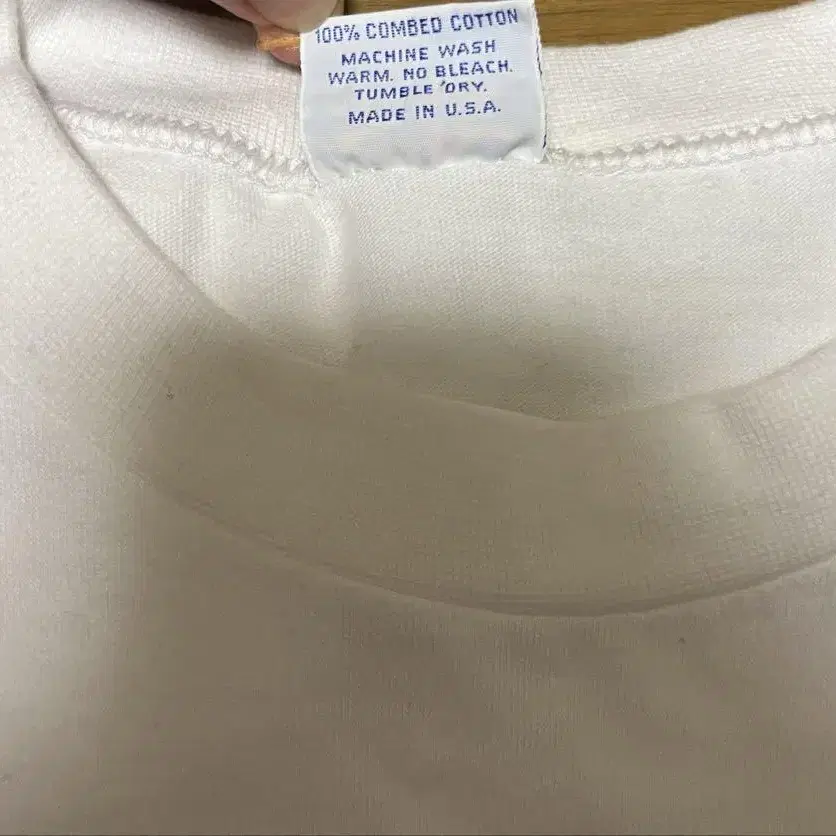 100% COMBED COTTON
MACHINE WASH
WARM. NO BLEACH.
TUMBLE DRY.
MADE IN U.S.A.